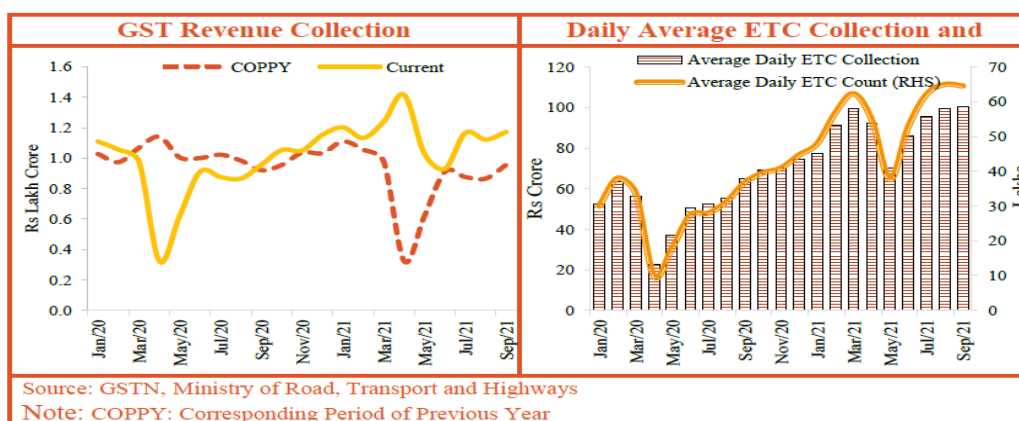 GST Revenue Collection
COPPY
Current
Rs Lakh Crore
1.6
1.4
1.2
1.0
0.8
0.6
0.4
0.2
0.0
Jan/20
Mar/20
May/20
Jul/20
Sep/20
Nov/20
Jan/21
Mar/21
May/21
Jul/21
Sep/21
Daily Average ETC Collection and
Average Daily ETC Collection
Average Daily ETC Count (RHS)
Rs Crore
120
100
80
60
40
20
0
70
60
50
40
30
20
10
0
Jan/20
Mar/20
May/20
Jul/20
Sep/20
Nov/20
Jan/21
Mar/21
May/21
Jul/21
Sep/21
Source: GSTN, Ministry of Road, Transport and Highways
Note: COPPY: Corresponding Period of Previous Year